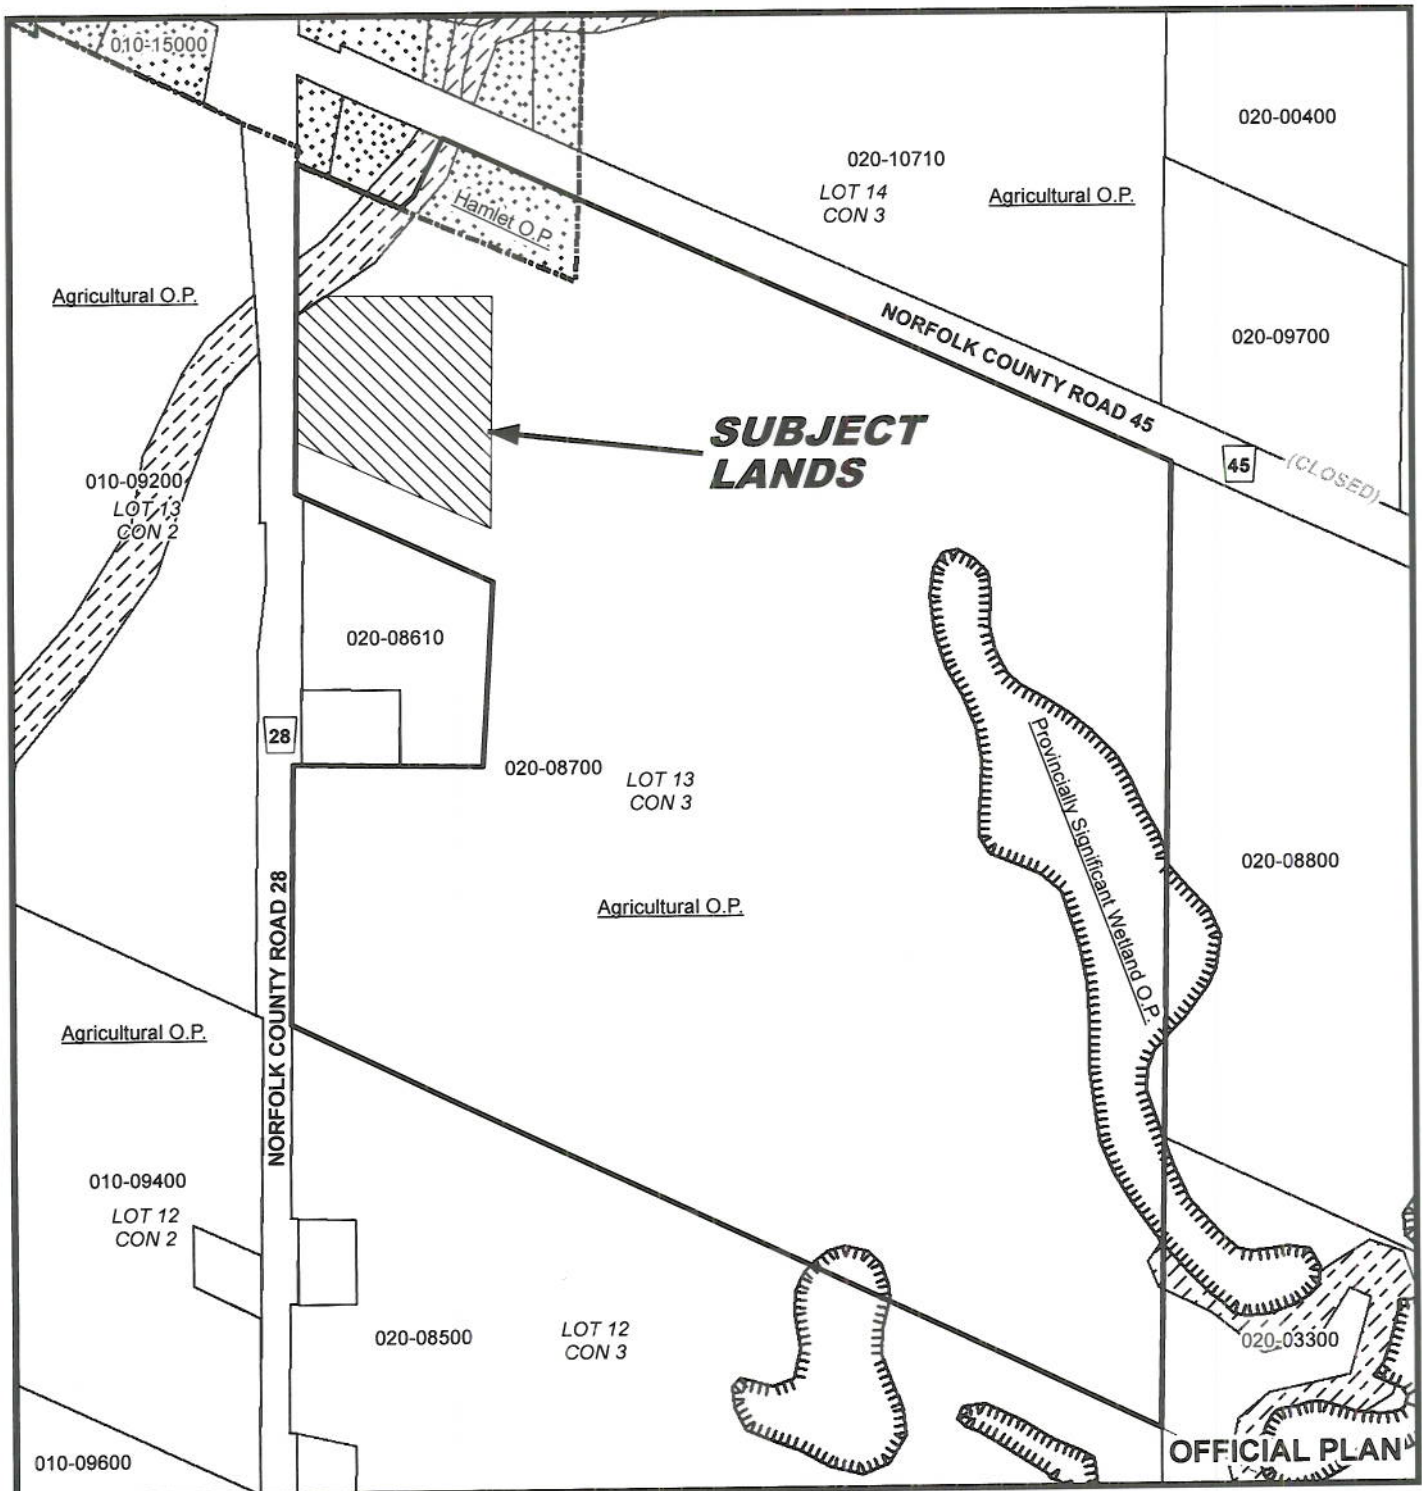 010-15000
020-00400
020-10710
LOT 14
CON 3
Agricultural O.P.
Hamlet O.P.
Agricultural O.P.
NORFOLK COUNTY ROAD 45
020-09700
SUBJECT
LANDS
45
(CLOSED)
010-09200
LOT 13
CON 2
020-08610
28
020-08700
LOT 13
CON 3
Provincially Significant Wetland O.P.
020-08800
Agricultural O.P.
NORFOLK COUNTY ROAD 28
Agricultural O.P.
010-09400
LOT 12
CON 2
020-08500
LOT 12
CON 3
020-03300
OFFICIAL PLAN
010-09600